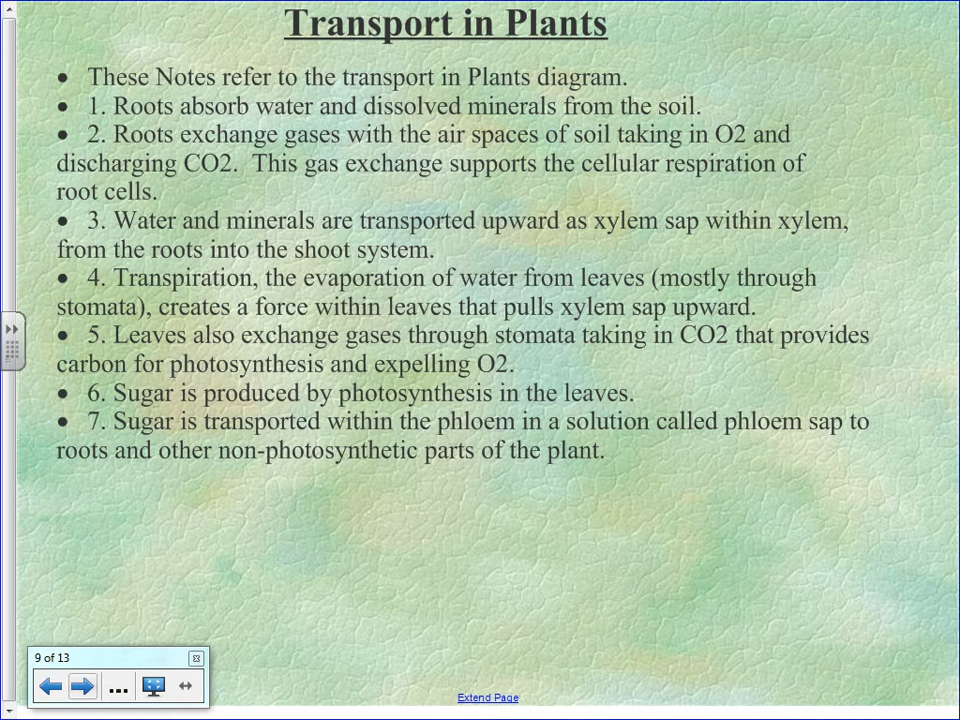 Transport in Plants
• These Notes refer to the transport in Plants diagram.
• 1. Roots absorb water and dissolved minerals from the soil.
• 2. Roots exchange gases with the air spaces of soil taking in O2 and
discharging CO2.  This gas exchange supports the cellular respiration of
root cells.
• 3. Water and minerals are transported upward as xylem sap within xylem,
from the roots into the shoot system.
• 4. Transpiration, the evaporation of water from leaves (mostly through
stomata), creates a force within leaves that pulls xylem sap upward.
• 5. Leaves also exchange gases through stomata taking in CO2 that provides
carbon for photosynthesis and expelling O2.
• 6. Sugar is produced by photosynthesis in the leaves.
• 7. Sugar is transported within the phloem in a solution called phloem sap to
roots and other non-photosynthetic parts of the plant.
9 of 13
...
Extend Page